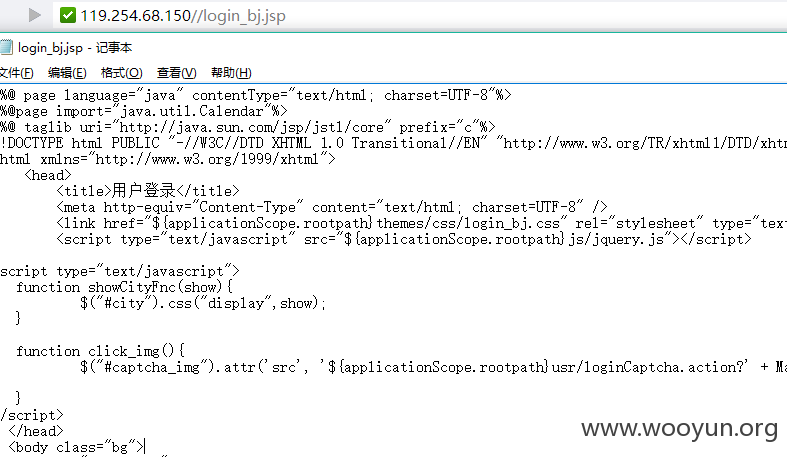 119.254.68.150//login_bj.jsp
login_bj.jsp - 记事本
文件(F) 编辑(E) 格式(O) 查看(V) 帮助(H)
%@ page language="java" contentType="text/html; charset=UTF-8"%>
%@page import="java.util.Calendar"%>
%@ taglib uri="http://java.sun.com/jsp/jstl/core" prefix="c"%>
!DOCTYPE html PUBLIC "-//W3C//DTD XHTML 1.0 Transitional//EN" "http://www.w3.org/TR/xhtml1/DTD/xhtm
html xmlns="http://www.w3.org/1999/xhtml">
<head>
<title>用户登录</title>
<meta http-equiv="Content-Type" content="text/html; charset=UTF-8" />
<link href="${applicationScope.rootpath}themes/css/login_bj.css" rel="stylesheet" type="text
<script type="text/javascript" src="${applicationScope.rootpath}js/jquery.js"></script>
script type="text/javascript">
function showCityFnc(show){
$("#city").css("display",show);
}
function click_img(){
$("#captcha_img").attr('src', '${applicationScope.rootpath}usr/loginCaptcha.action?' + Ma
}
/script>
</head>
<body class="bg">
www.wooyun.org